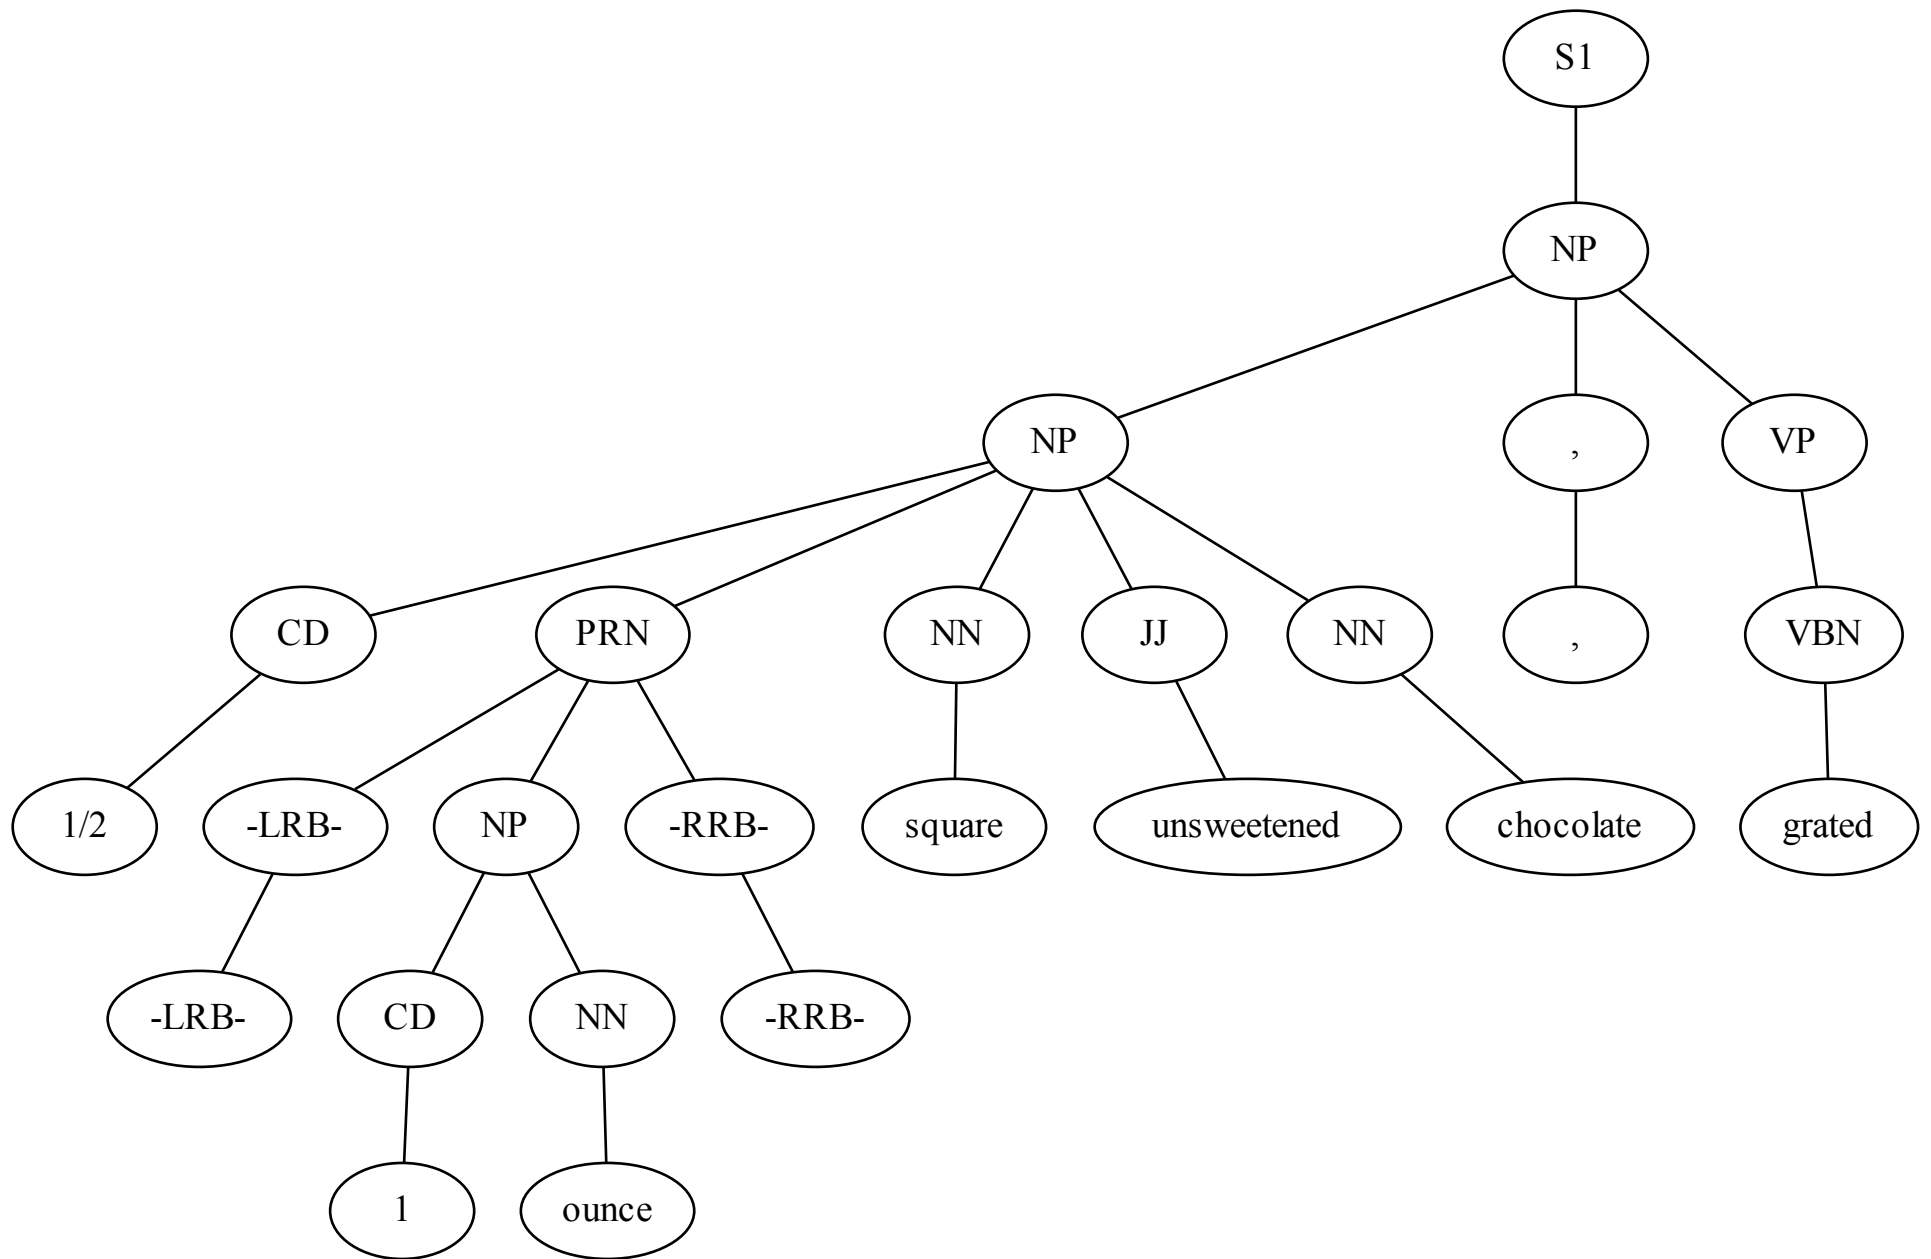 S1
NP
NP , VP
CD PRN NN JJ NN , VBN
1/2 -LRB- NP -RRB- square unsweetened chocolate grated
-LRB- CD NN -RRB-
1 ounce